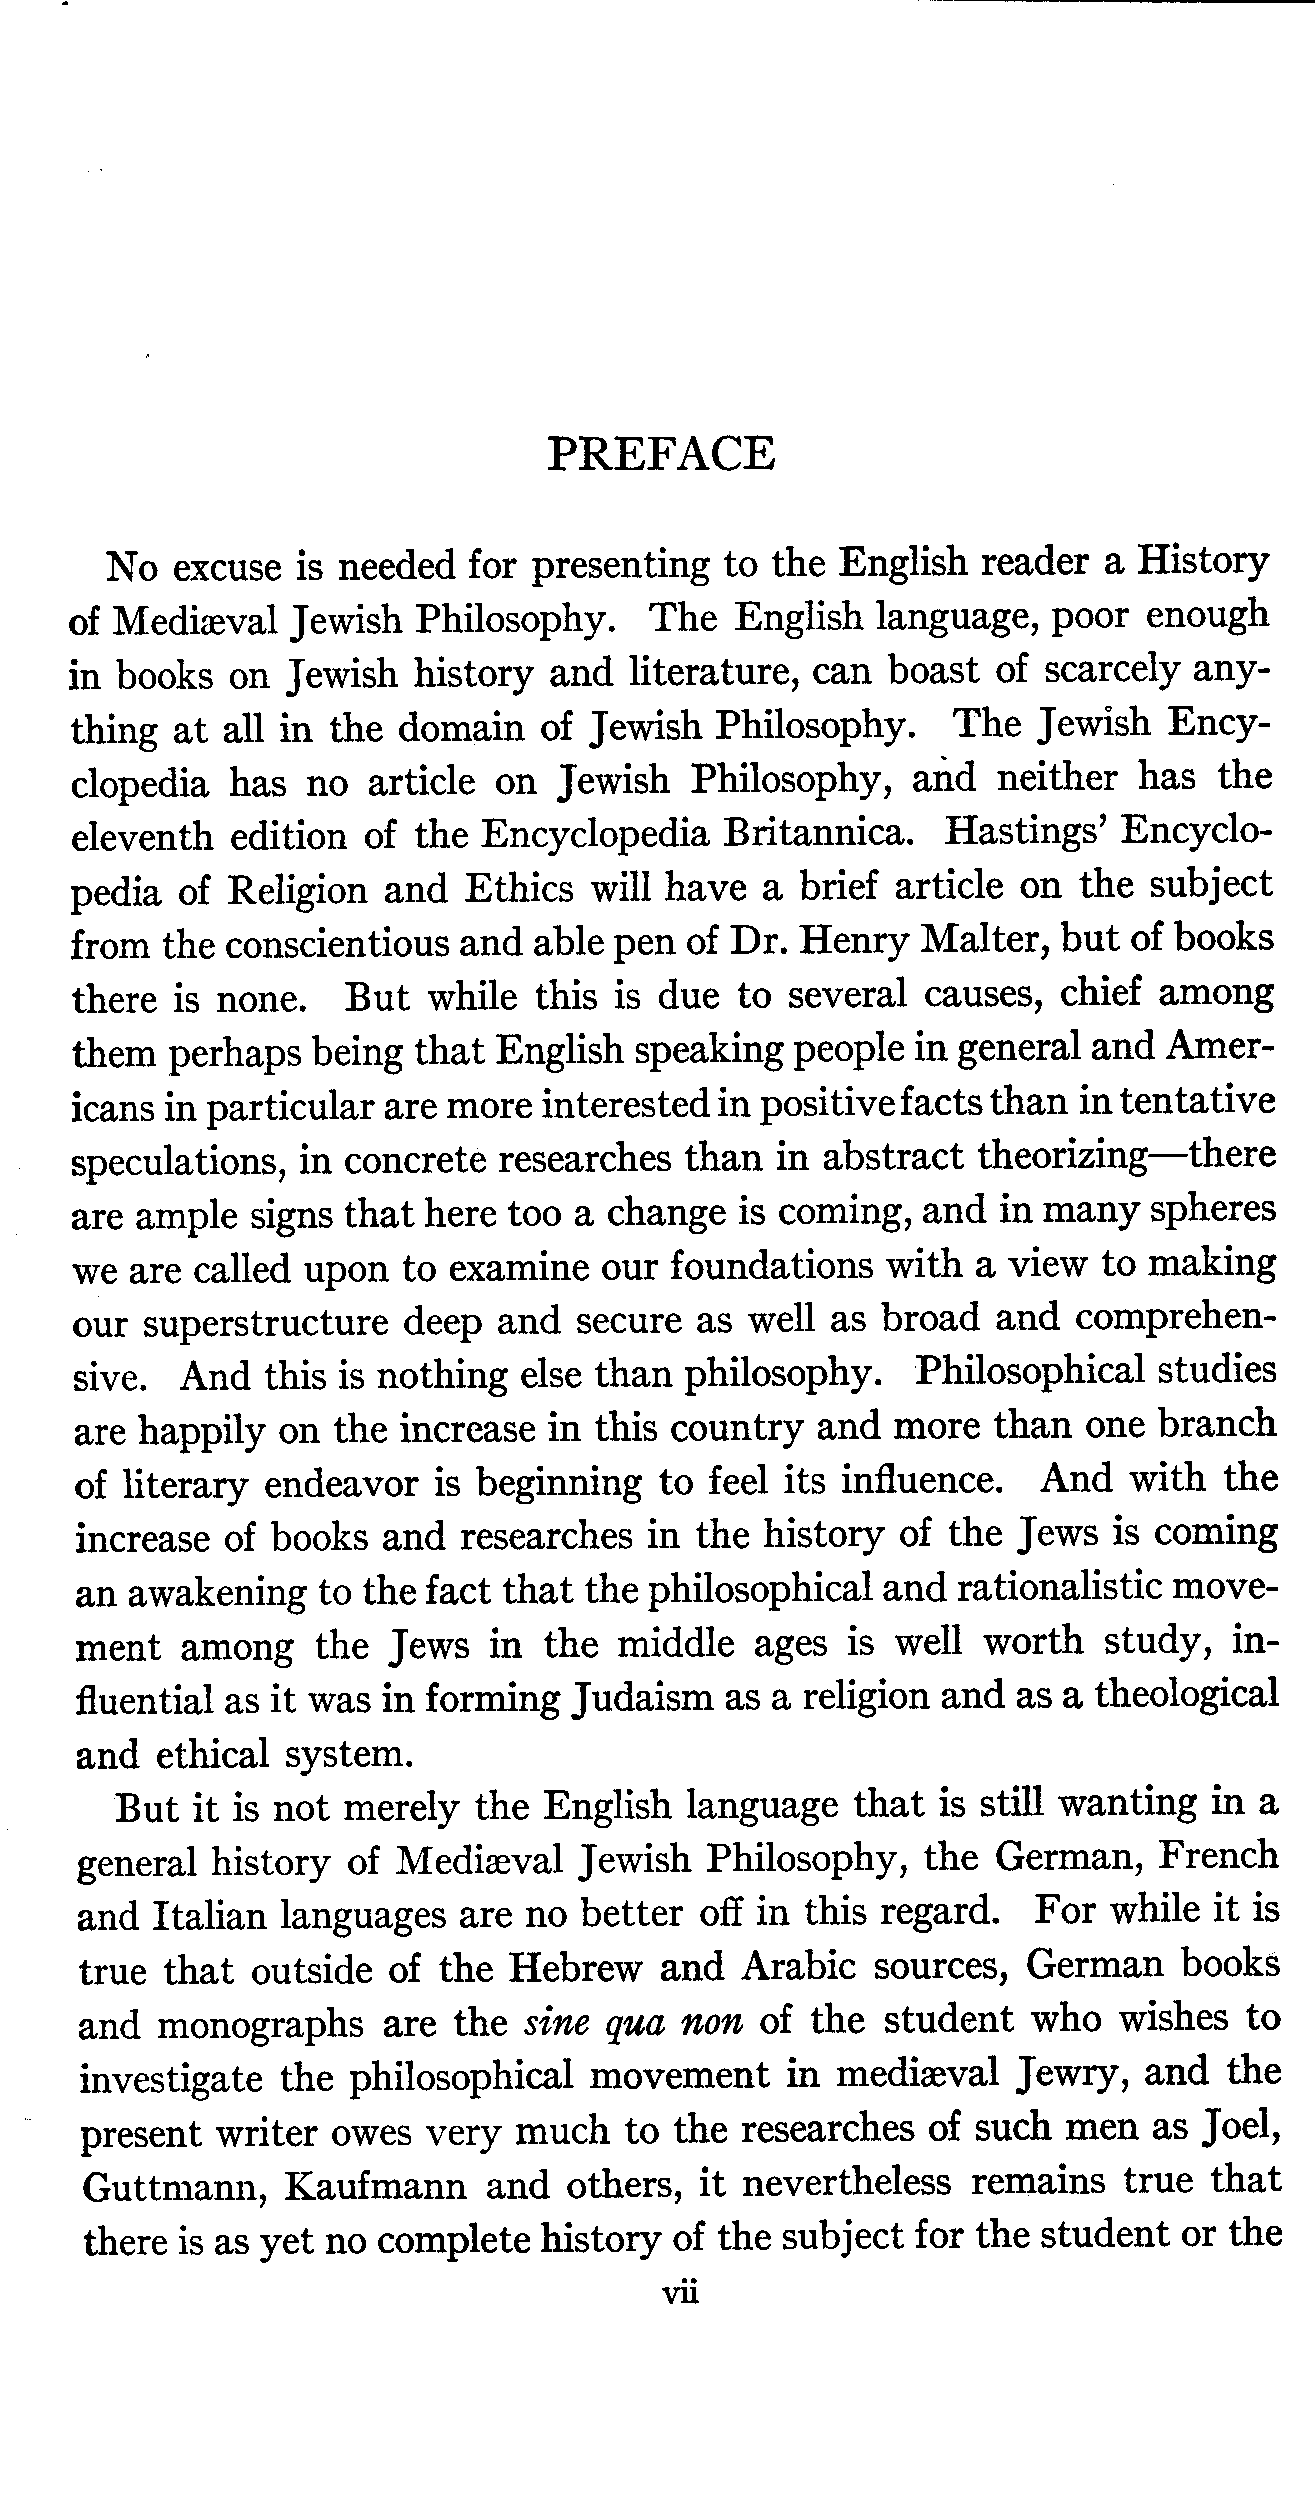 PREFACE
No excuse is needed for presenting to the English reader a History
of Mediæval Jewish Philosophy. The English language, poor enough
in books on Jewish history and literature, can boast of scarcely any-
thing at all in the domain of Jewish Philosophy. The Jewish Ency-
clopedia has no article on Jewish Philosophy, and neither has the
eleventh edition of the Encyclopedia Britannica. Hastings' Encyclo-
pedia of Religion and Ethics will have a brief article on the subject
from the conscientious and able pen of Dr. Henry Malter, but of books
there is none. But while this is due to several causes, chief among
them perhaps being that English speaking people in general and Amer-
icans in particular are more interested in positive facts than in tentative
speculations, in concrete researches than in abstract theorizing—there
are ample signs that here too a change is coming, and in many spheres
we are called upon to examine our foundations with a view to making
our superstructure deep and secure as well as broad and comprehen-
sive. And this is nothing else than philosophy. Philosophical studies
are happily on the increase in this country and more than one branch
of literary endeavor is beginning to feel its influence. And with the
increase of books and researches in the history of the Jews is coming
an awakening to the fact that the philosophical and rationalistic move-
ment among the Jews in the middle ages is well worth study, in-
fluential as it was in forming Judaism as a religion and as a theological
and ethical system.
But it is not merely the English language that is still wanting in a
general history of Mediæval Jewish Philosophy, the German, French
and Italian languages are no better off in this regard. For while it is
true that outside of the Hebrew and Arabic sources, German books
and monographs are the sine qua non of the student who wishes to
investigate the philosophical movement in mediæval Jewry, and the
present writer owes very much to the researches of such men as Joel,
Guttmann, Kaufmann and others, it nevertheless remains true that
there is as yet no complete history of the subject for the student or the
vii